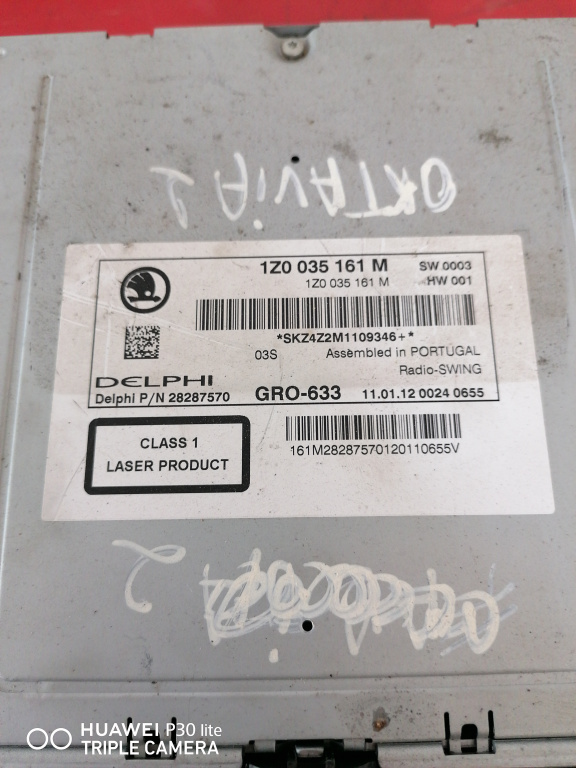 OKTAViA 2
1Z0 035 161 M SW 0003
1Z0 035 161 M HW 001
*SKZ4Z2M1109346+*
03S Assembled in PORTUGAL
Radio-SWING
DELPHI
Delphi P/N 28287570 GRO-633 11.01.12 0024 0655
CLASS 1
LASER PRODUCT
161M28287570120110655V
2
HUAWEI P30 lite
TRIPLE CAMERA